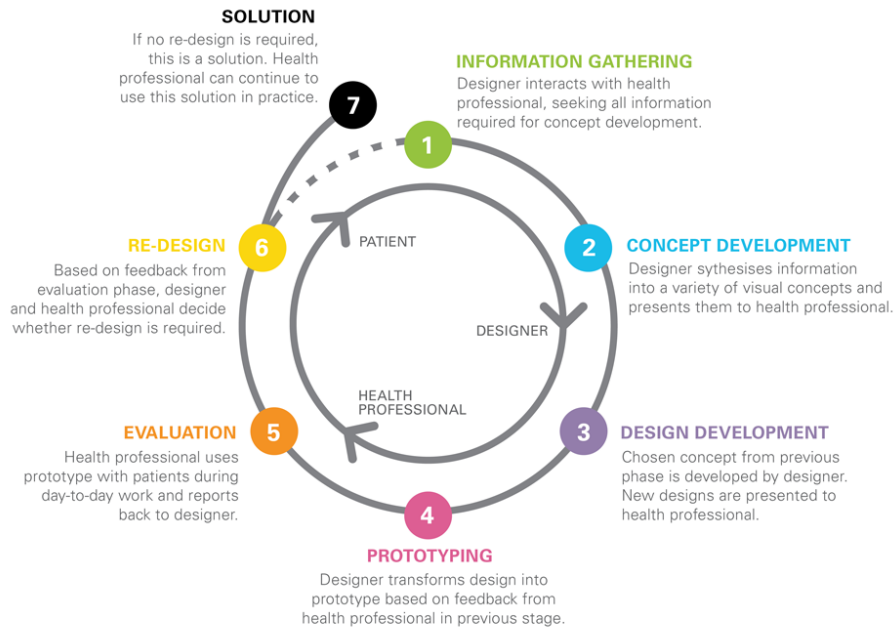 SOLUTION
If no re-design is required,
this is a solution. Health
professional can continue to
use this solution in practice.
7
INFORMATION GATHERING
Designer interacts with health
professional, seeking all information
required for concept development.
1
2
CONCEPT DEVELOPMENT
Designer sythesises information
into a variety of visual concepts and
presents them to health professional.
3
DESIGN DEVELOPMENT
Chosen concept from previous
phase is developed by designer.
New designs are presented to
health professional.
4
PROTOTYPING
Designer transforms design into
prototype based on feedback from
health professional in previous stage.
EVALUATION
5
Health professional uses
prototype with patients during
day-to-day work and reports
back to designer.
RE-DESIGN
6
Based on feedback from
evaluation phase, designer
and health professional decide
whether re-design is required.
PATIENT
DESIGNER
HEALTH
PROFESSIONAL